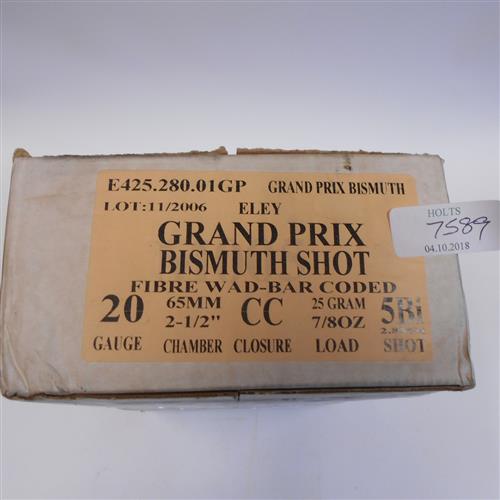 E425.280.01GP GRAND PRIX BISMUTH
LOT:11/2006 ELEY
GRAND PRIX
BISMUTH SHOT
FIBRE WAD-BAR CODED
20 65MM CC 25 GRAM 5Bi
2-1/2" 7/8OZ
GAUGE CHAMBER CLOSURE LOAD SHOT
HOLTS
7589
04.10.2018